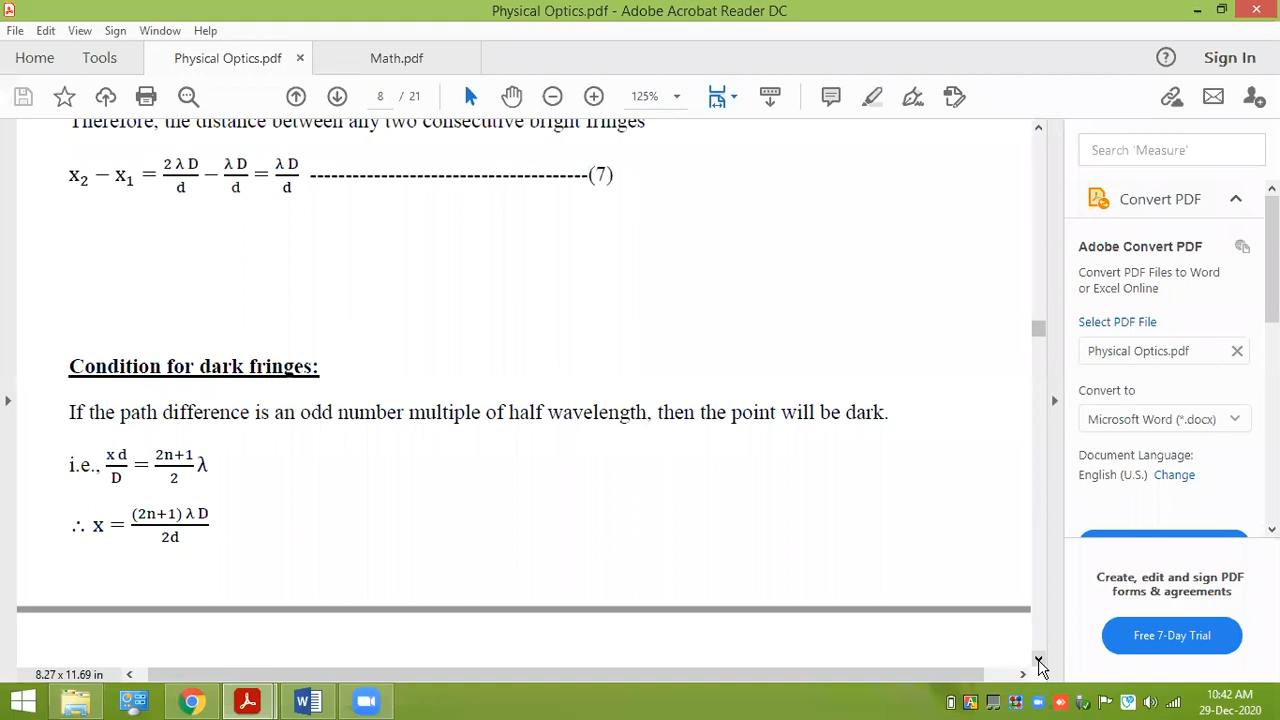 Physical Optics.pdf - Adobe Acrobat Reader DC
File Edit View Sign Window Help
Home Tools Physical Optics.pdf × Math.pdf Sign In
8 / 21 125%
Therefore, the distance between any two consecutive bright fringes
x₂ − x₁ = 2 λ D / d − λ D / d = λ D / d ---------------------------------------(7)
Condition for dark fringes:
If the path difference is an odd number multiple of half wavelength, then the point will be dark.
i.e., x d / D = 2n+1 / 2 λ
∴ x = (2n+1) λ D / 2d
8.27 x 11.69 in
Search 'Measure'
Convert PDF
Adobe Convert PDF
Convert PDF Files to Word
or Excel Online
Select PDF File
Physical Optics.pdf
Convert to
Microsoft Word (*.docx)
Document Language:
English (U.S.) Change
Create, edit and sign PDF
forms & agreements
Free 7-Day Trial
10:42 AM
29-Dec-2020